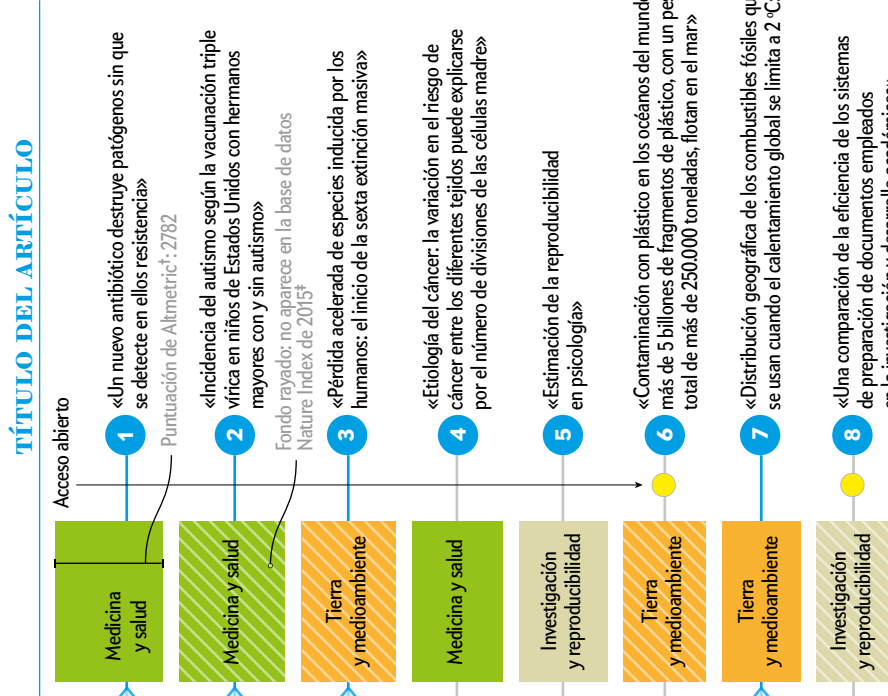 TÍTULO DEL ARTÍCULO
Acceso abierto
Medicina
y salud
1
«Un nuevo antibiótico destruye patógenos sin que
se detecte en ellos resistencia»
Puntuación de Altmetric†: 2782
Medicina y salud
2
«Incidencia del autismo según la vacunación triple
vírica en niños de Estados Unidos con hermanos
mayores con y sin autismo»
Fondo rayado: no aparece en la base de datos
Nature Index de 2015‡
Tierra
y medioambiente
3
«Pérdida acelerada de especies inducida por los
humanos: el inicio de la sexta extinción masiva»
Medicina y salud
4
«Etiología del cáncer: la variación en el riesgo de
cáncer entre los diferentes tejidos puede explicarse
por el número de divisiones de las células madre»
Investigación
y reproducibilidad
5
«Estimación de la reproducibilidad
en psicología»
Tierra
y medioambiente
6
«Contaminación con plástico en los océanos del mundo
más de 5 billones de fragmentos de plástico, con un
total de más de 250.000 toneladas, flotan en el mar»
Tierra
y medioambiente
7
«Distribución geográfica de los combustibles fósiles
se usan cuando el calentamiento global se limita a 2 ºC
Investigación
y reproducibilidad
8
«Una comparación de la eficiencia de los sistemas
de preparación de documentos empleados